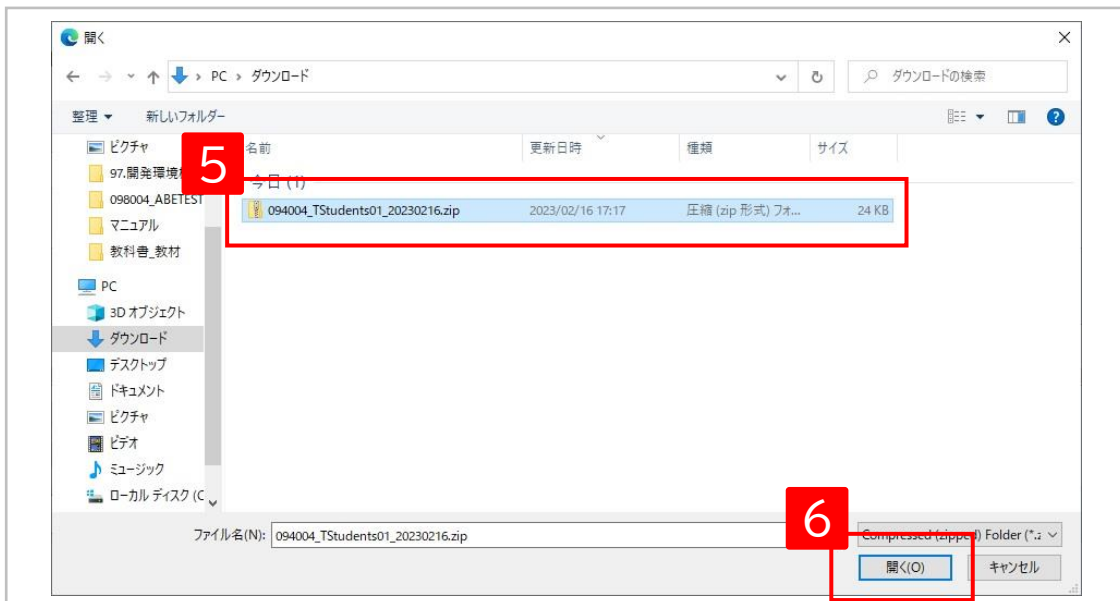 開く
PC › ダウンロード
ダウンロードの検索
整理
新しいフォルダー
名前
更新日時
種類
サイズ
5
今日 (1)
094004_TStudents01_20230216.zip
2023/02/16 17:17
圧縮 (zip 形式) フォ...
24 KB
ピクチャ
97.開発環境
098004_ABETEST
マニュアル
教科書_教材
PC
3D オブジェクト
ダウンロード
デスクトップ
ドキュメント
ピクチャ
ビデオ
ミュージック
ローカル ディスク (C
ファイル名(N):
094004_TStudents01_20230216.zip
6
Compressed (zipped) Folder (*.z
開く(O)
キャンセル